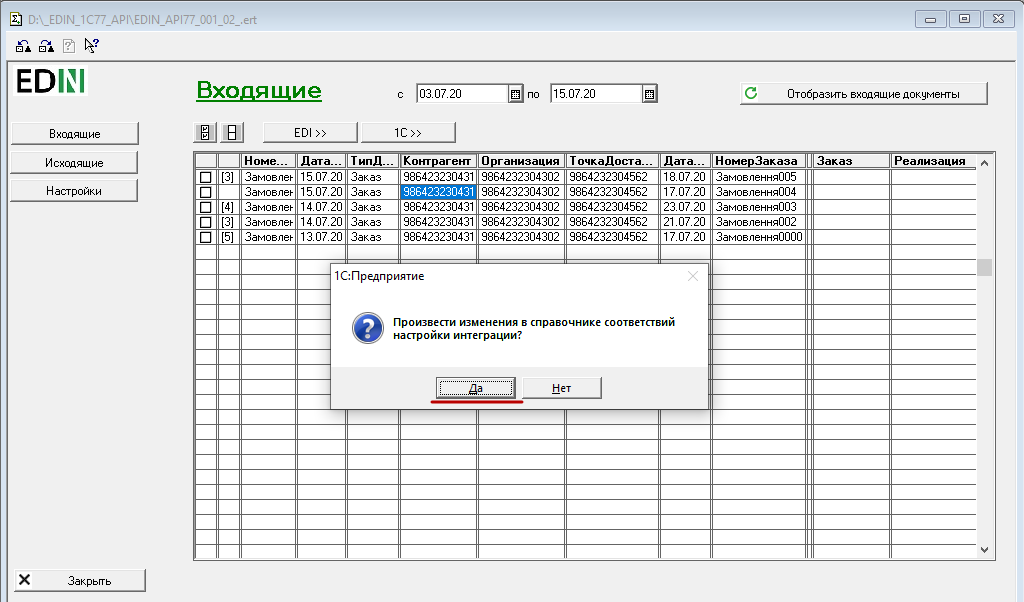 D:\_EDIN_1C77_API\EDIN_API77_001_02_.ert
EDIN
Входящие
Исходящие
Настройки
Входящие
с 03.07.20 по 15.07.20
Отобразить входящие документы
EDI >> 1С >>
Номе... Дата... ТипД... Контрагент Организация ТочкаДоста... Дата... НомерЗаказа Заказ Реализация
[3] Замовлен 15.07.20 Заказ 986423230431 9864232304302 9864232304562 18.07.20 Замовлення005
Замовлен 15.07.20 Заказ 986423230431 9864232304302 9864232304562 17.07.20 Замовлення004
[4] Замовлен 14.07.20 Заказ 986423230431 9864232304302 9864232304562 23.07.20 Замовлення003
[3] Замовлен 14.07.20 Заказ 986423230431 9864232304302 9864232304562 21.07.20 Замовлення002
[5] Замовлен 13.07.20 Заказ 986423230431 9864232304302 9864232304562 17.07.20 Замовлення0000
1С:Предприятие
Произвести изменения в справочнике соответствий
настройки интеграции?
Да Нет
Закрыть